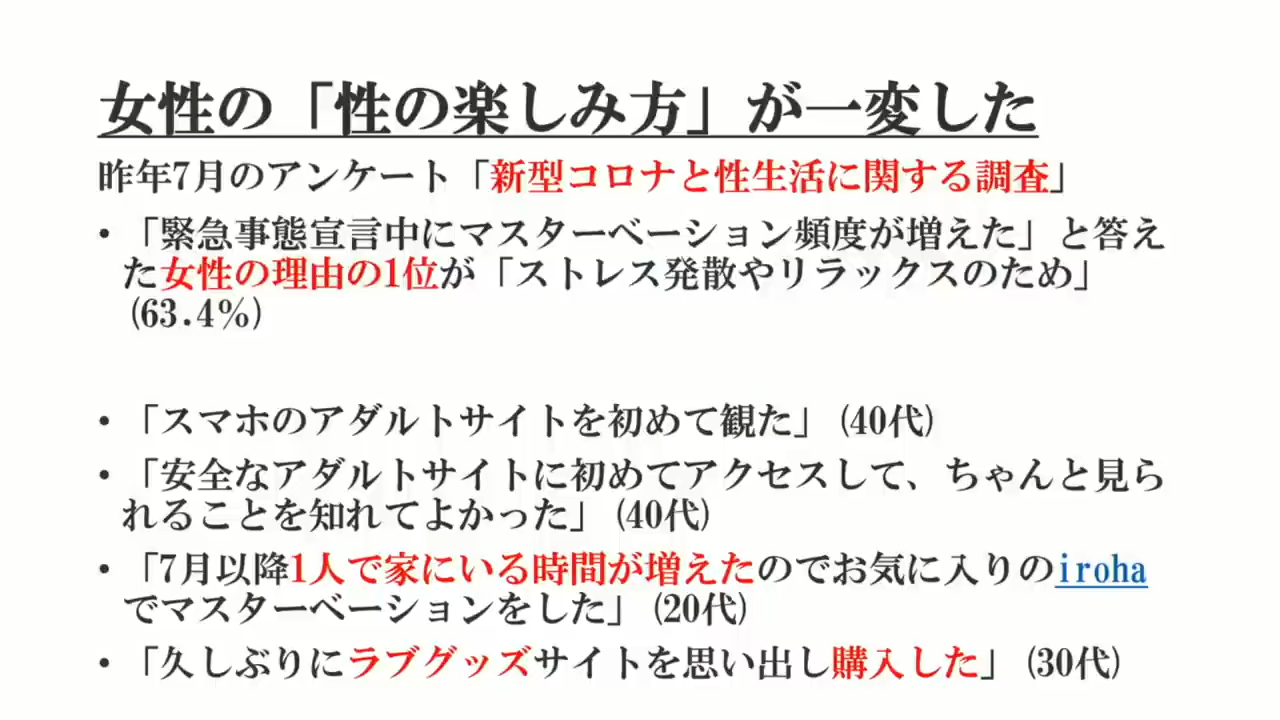 女性の「性の楽しみ方」が一変した
昨年7月のアンケート「新型コロナと性生活に関する調査」
• 「緊急事態宣言中にマスターベーション頻度が増えた」と答え
た女性の理由の1位が「ストレス発散やリラックスのため」
(63.4%)
• 「スマホのアダルトサイトを初めて観た」(40代)
• 「安全なアダルトサイトに初めてアクセスして、ちゃんと見ら
れることを知れてよかった」(40代)
• 「7月以降1人で家にいる時間が増えたのでお気に入りのiroha
でマスターベーションをした」(20代)
• 「久しぶりにラブグッズサイトを思い出し購入した」(30代)